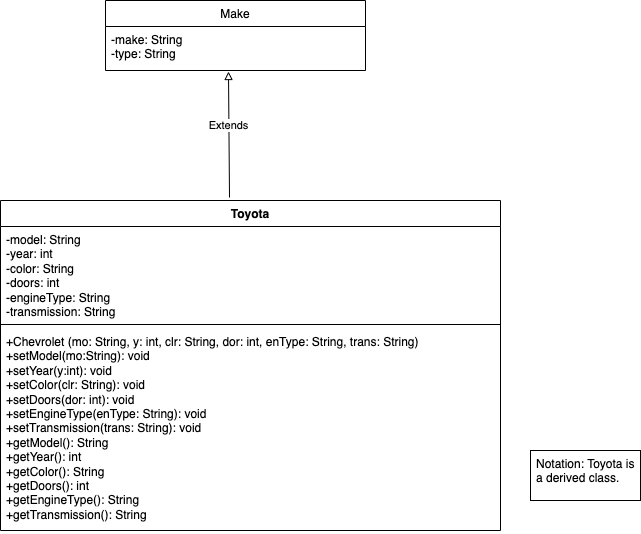 Make
-make: String
-type: String
Extends
Toyota
-model: String
-year: int
-color: String
-doors: int
-engineType: String
-transmission: String
+Chevrolet (mo: String, y: int, clr: String, dor: int, enType: String, trans: String)
+setModel(mo:String): void
+setYear(y:int): void
+setColor(clr: String): void
+setDoors(dor: int): void
+setEngineType(enType: String): void
+setTransmission(trans: String): void
+getModel(): String
+getYear(): int
+getColor(): String
+getDoors(): int
+getEngineType(): String
+getTransmission(): String
Notation: Toyota is
a derived class.